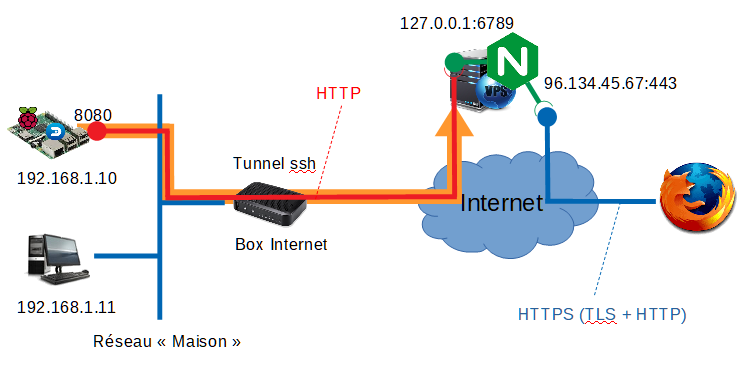 127.0.0.1:6789
N
VPS
96.134.45.67:443
HTTP
8080
Tunnel ssh
192.168.1.10
Internet
Box Internet
192.168.1.11
HTTPS (TLS + HTTP)
Réseau « Maison »